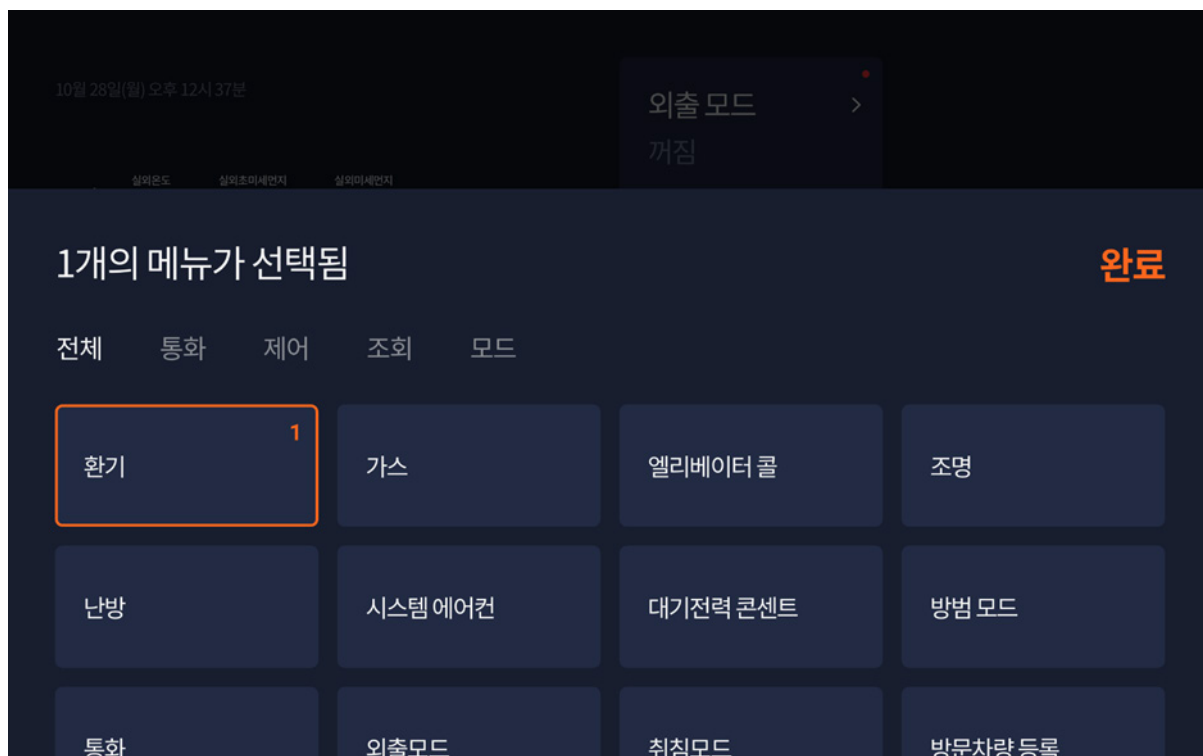 10월 28일(월) 오후 12시 37분
외출 모드
꺼짐
실외온도 실외초미세먼지 실외미세먼지
1개의 메뉴가 선택됨 완료
전체 통화 제어 조회 모드
1
환기 가스 엘리베이터 콜 조명
난방 시스템 에어컨 대기전력 콘센트 방범 모드
통화 외출모드 취침모드 방문차량 등록